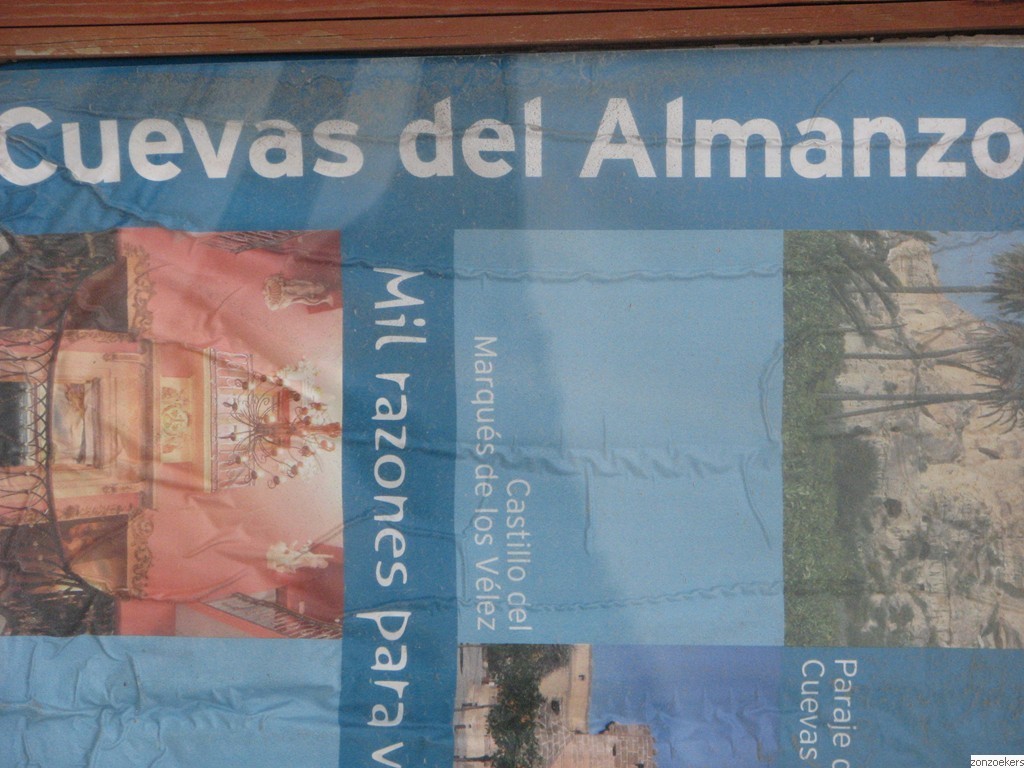 Cuevas del Almanzo
Mil razones para v
Castillo del
Marqués de los Vélez
Paraje d
Cuevas
zonzoekers